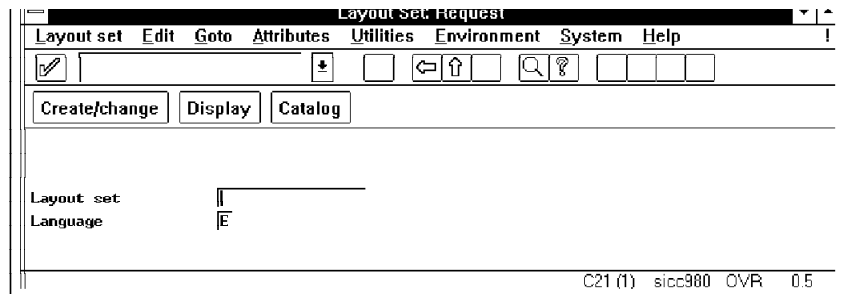 Layout Set: Request
Layout set Edit Goto Attributes Utilities Environment System Help !
Create/change Display Catalog
Layout set
Language E
C21 (1) sicc980 OVR 0.5